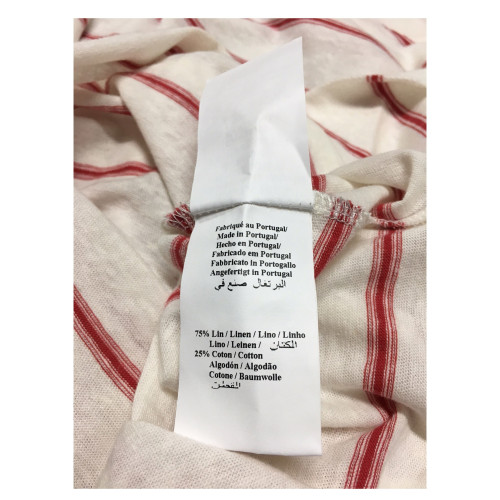 Fabriqué au Portugal/
Made in Portugal/
Hecho en Portugal/
Fabricado em Portugal
Fabbricato in Portogallo
Angefertigt in Portugal
البرتغال صنع في
75% Lin / Linen / Lino / Linho
Lino / Leinen / الكتان
25% Coton / Cotton
Algodón / Algodão
Cotone / Baumwolle
القطن